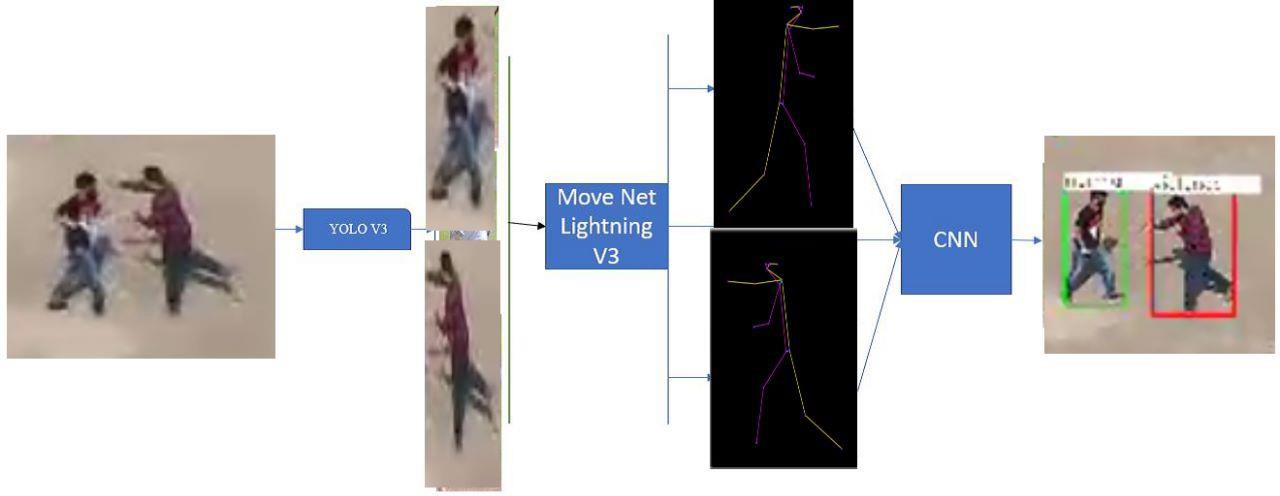 YOLO V3
Move Net
Lightning
V3
CNN